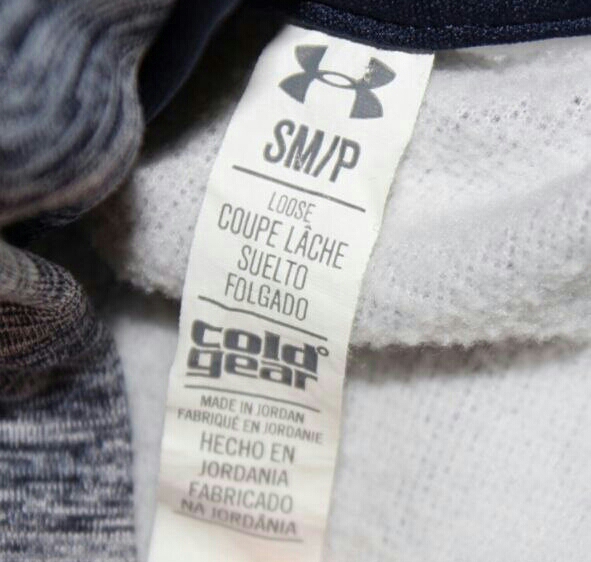 SM/P
LOOSE
COUPE LÂCHE
SUELTO
FOLGADO
cold°
gear
MADE IN JORDAN
FABRIQUÉ EN JORDANIE
HECHO EN
JORDANIA
FABRICADO
NA JORDÂNIA